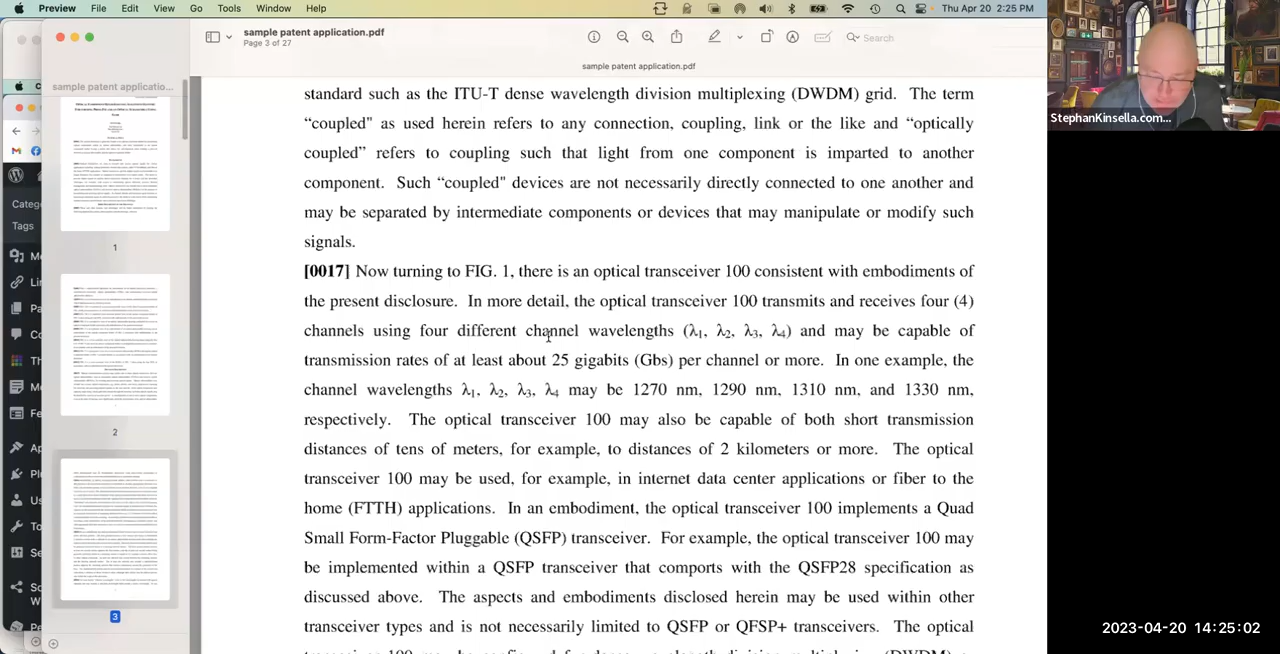 Preview File Edit View Go Tools Window Help
Thu Apr 20 2:25 PM
sample patent application.pdf
Page 3 of 27
Search
sample patent applicatio...
sample patent application.pdf
1
2
3
Categ
Tags
standard such as the ITU-T dense wavelength division multiplexing (DWDM) grid. The term
“coupled” as used herein refers to any connection, coupling, link or the like and “optically
coupled” refers to coupling such that light from one component is imparted to another
component. Such “coupled” devices are not necessarily directly connected to one another and
may be separated by intermediate components or devices that may manipulate or modify such
signals.
[0017] Now turning to FIG. 1, there is an optical transceiver 100 consistent with embodiments of
the present disclosure. In more detail, the optical transceiver 100 transmits and receives four (4)
channels using four different channel wavelengths (λ1, λ2, λ3, λ4) and may be capable of
transmission rates of at least about 25 gigabits (Gbs) per channel or more. In one example, the
channel wavelengths λ1, λ2, λ3, λ4 may be 1270 nm, 1290 nm, 1310 nm, and 1330 nm,
respectively. The optical transceiver 100 may also be capable of both short transmission
distances of tens of meters, for example, to distances of 2 kilometers or more. The optical
transceiver 100 may be used, for example, in internet data center applications or fiber to the
home (FTTH) applications. In an embodiment, the optical transceiver 100 implements a Quad
Small Form-Factor Pluggable (QSFP) transceiver. For example, the optical transceiver 100 may
be implemented within a QSFP transceiver that comports with the QSFP28 specification as
discussed above. The aspects and embodiments disclosed herein may be used within other
transceiver types and is not necessarily limited to QSFP or QFSP+ transceivers. The optical
StephanKinsella.com...
2023-04-20 14:25:02